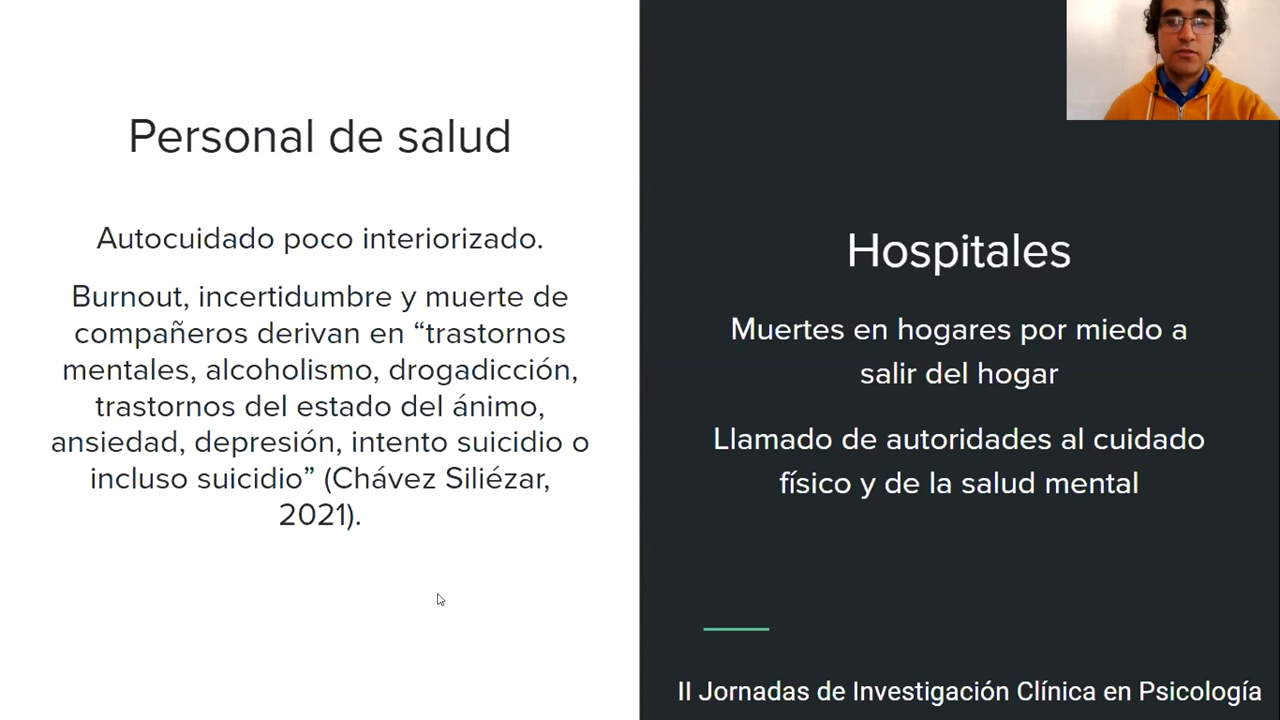 Personal de salud
Autocuidado poco interiorizado.
Burnout, incertidumbre y muerte de
compañeros derivan en “trastornos
mentales, alcoholismo, drogadicción,
trastornos del estado del ánimo,
ansiedad, depresión, intento suicidio o
incluso suicidio” (Chávez Siliézar,
2021).
Hospitales
Muertes en hogares por miedo a
salir del hogar
Llamado de autoridades al cuidado
físico y de la salud mental
II Jornadas de Investigación Clínica en Psicología